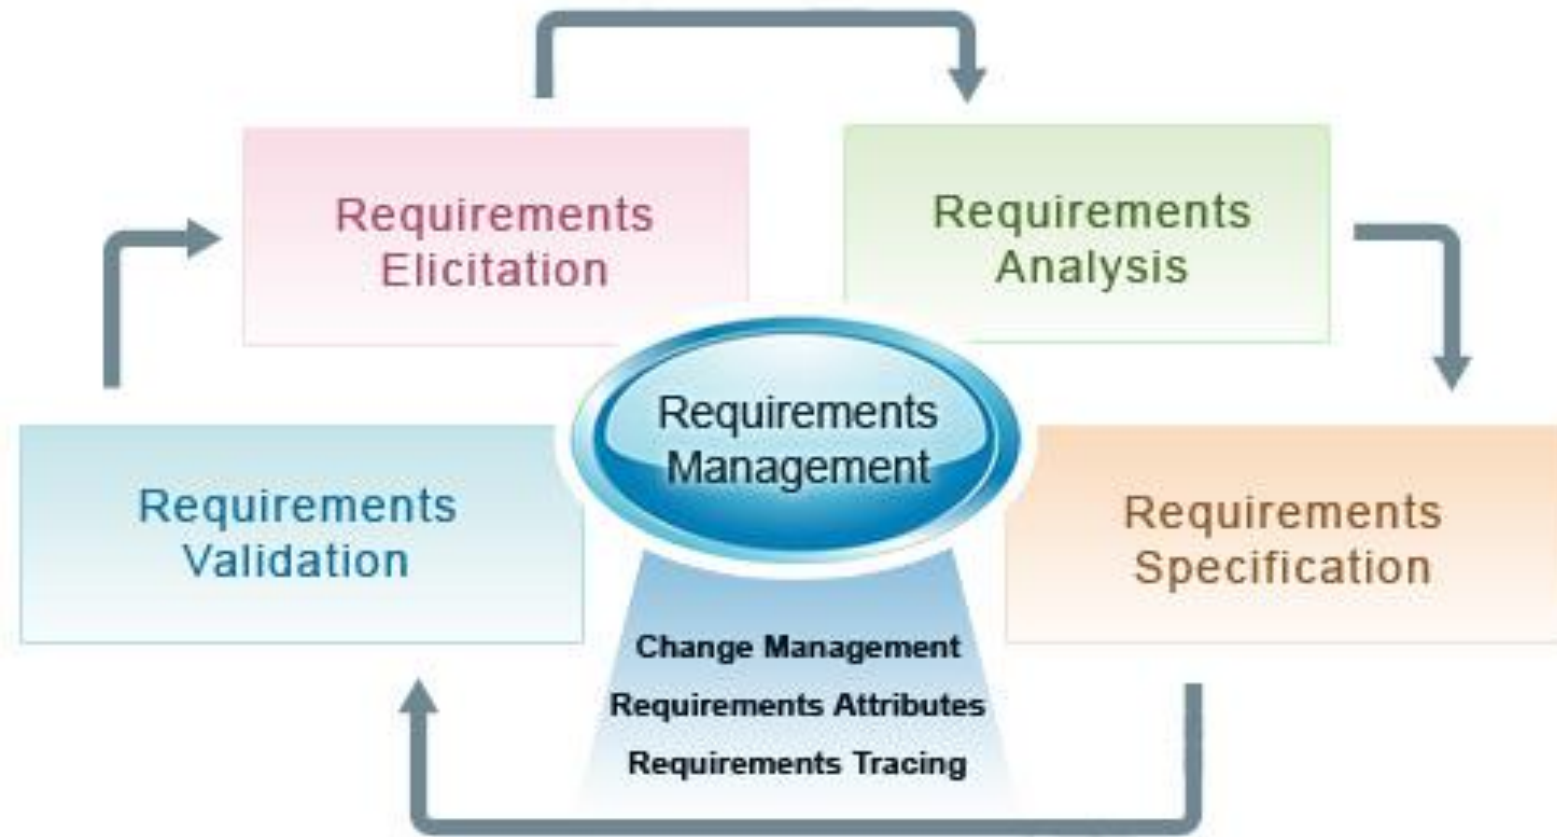 Requirements
Elicitation
Requirements
Analysis
Requirements
Management
Requirements
Validation
Requirements
Specification
Change Management
Requirements Attributes
Requirements Tracing